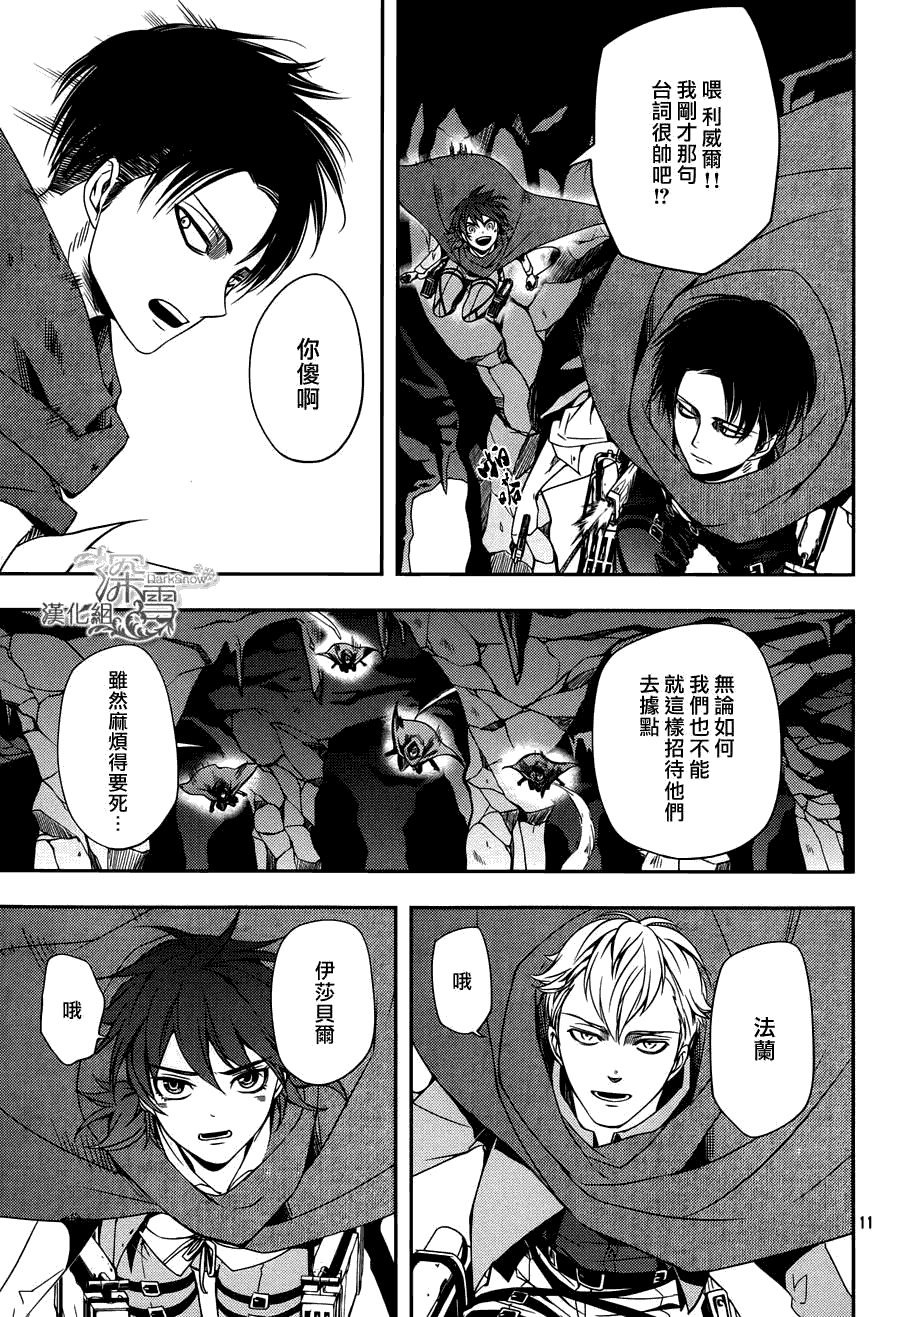 喂 利威爾!!
我剛才那句
台詞很帥吧!?
你傻啊
深雪
DarkSnow
漢化組
無論如何
我們也不能
就這樣招待他們
去據點
雖然麻煩得要死…
法蘭
哦
伊莎貝爾
哦
11